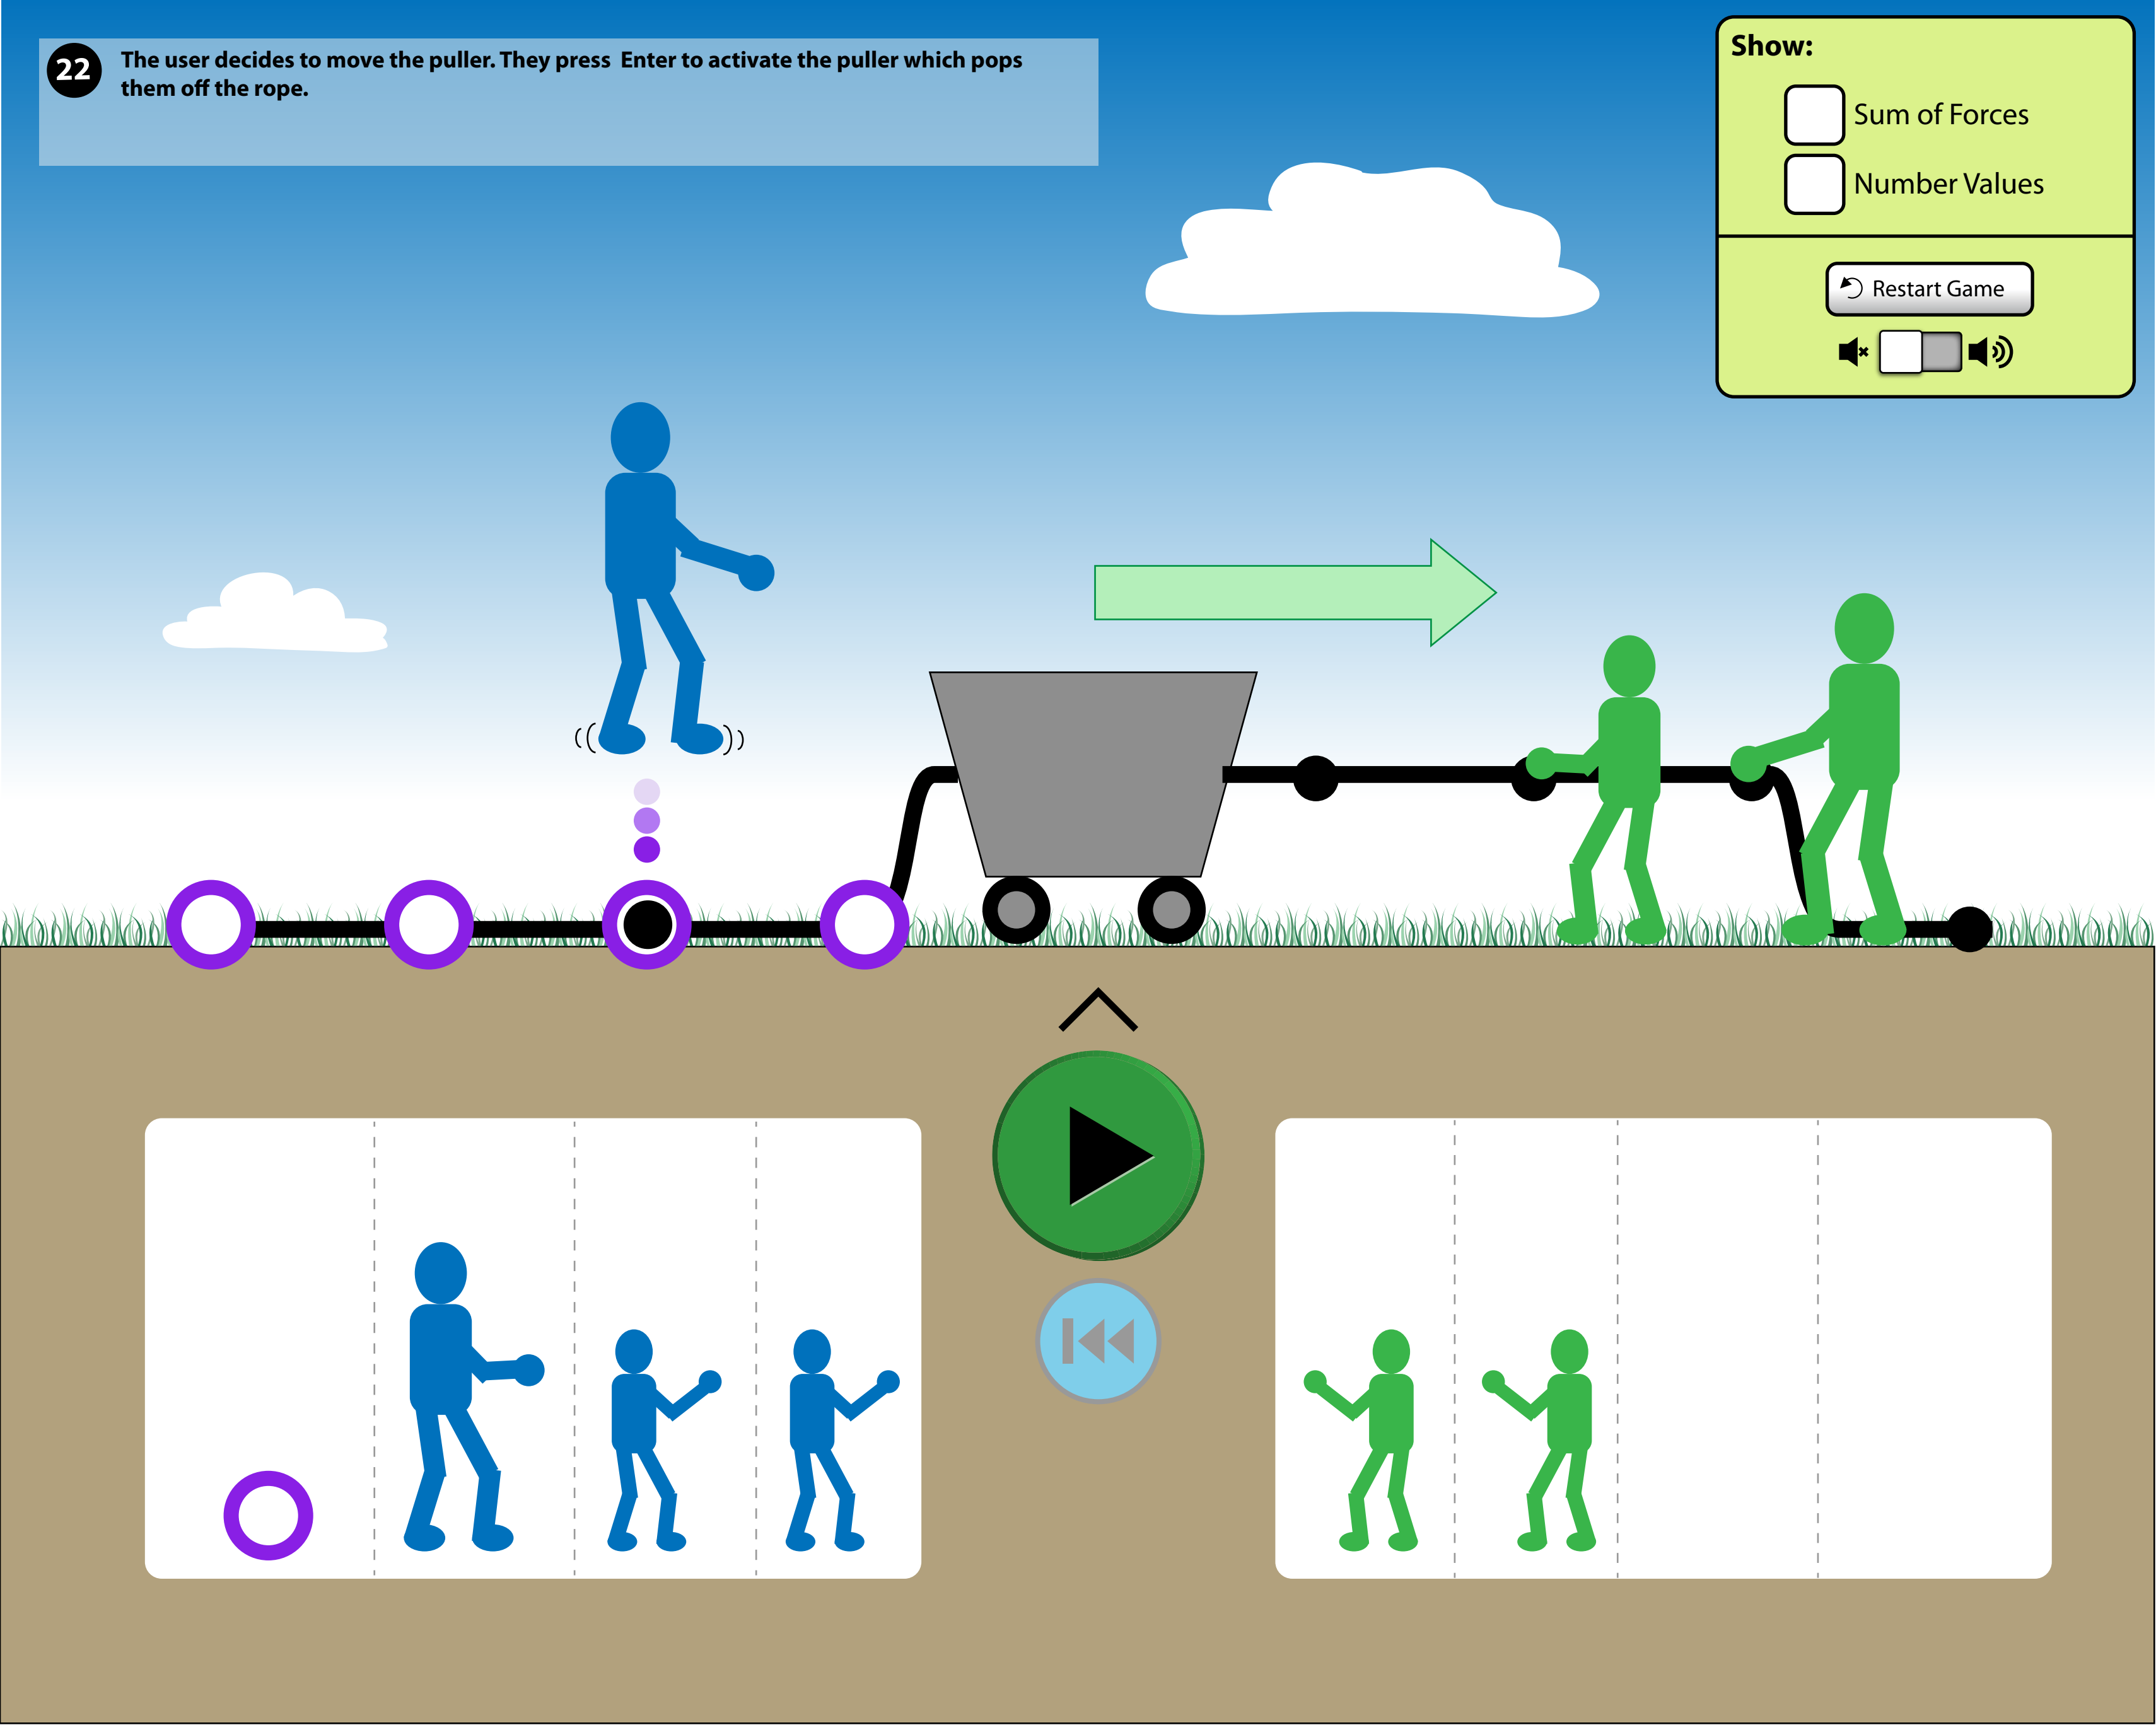 22
The user decides to move the puller. They press  Enter to activate the puller which pops
them off the rope.
Show:
Sum of Forces
Number Values
Restart Game